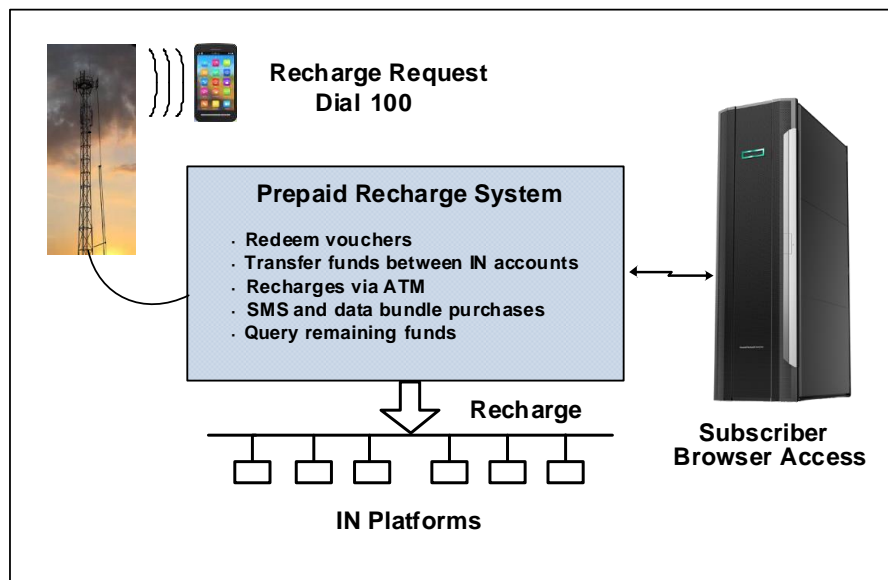 Recharge Request
Dial 100
Prepaid Recharge System
· Redeem vouchers
· Transfer funds between IN accounts
· Recharges via ATM
· SMS and data bundle purchases
· Query remaining funds
Recharge
Subscriber
Browser Access
IN Platforms